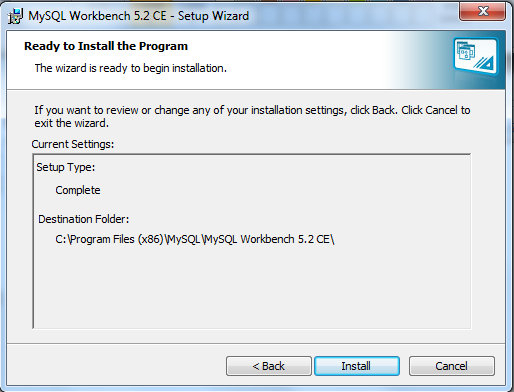 MySQL Workbench 5.2 CE - Setup Wizard
Ready to Install the Program
The wizard is ready to begin installation.
If you want to review or change any of your installation settings, click Back. Click Cancel to
exit the wizard.
Current Settings:
Setup Type:
Complete
Destination Folder:
C:\Program Files (x86)\MySQL\MySQL Workbench 5.2 CE\
< Back
Install
Cancel